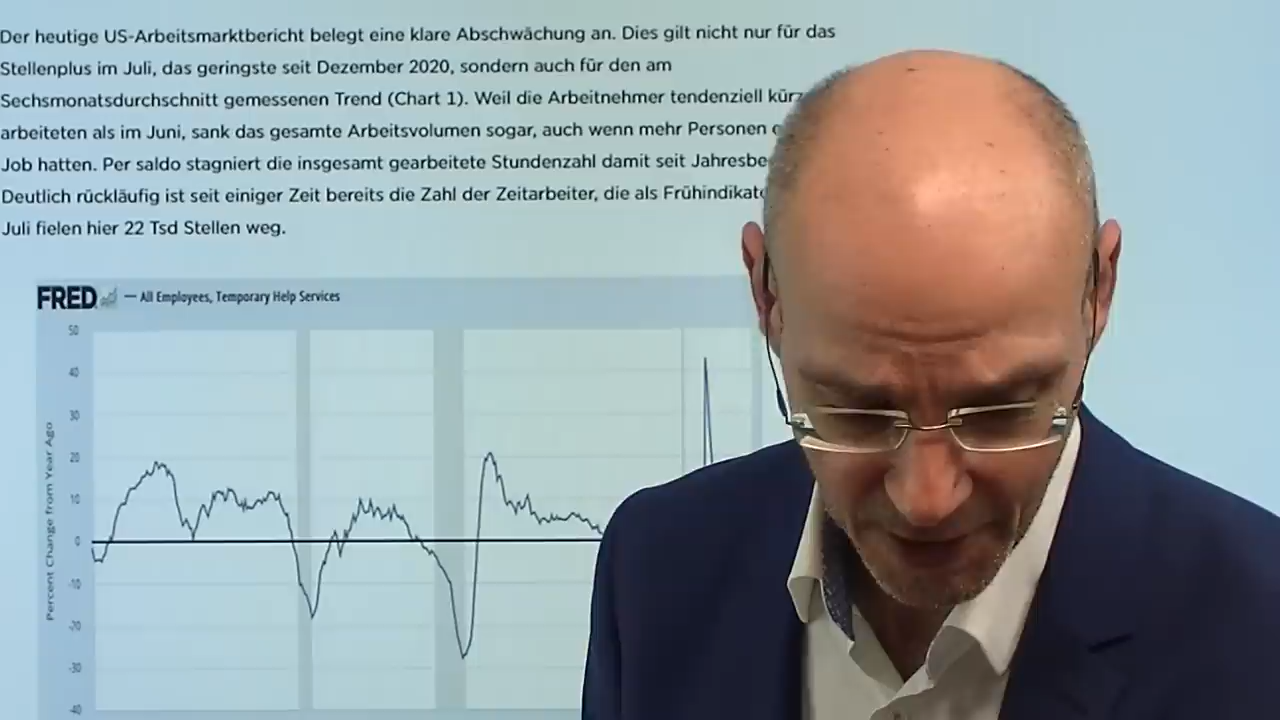 Der heutige US-Arbeitsmarktbericht belegt eine klare Abschwächung an. Dies gilt nicht nur für das
Stellenplus im Juli, das geringste seit Dezember 2020, sondern auch für den am
Sechsmonatsdurchschnitt gemessenen Trend (Chart 1). Weil die Arbeitnehmer tendenziell
arbeiteten als im Juni, sank das gesamte Arbeitsvolumen sogar, auch wenn mehr Personen
Job hatten. Per saldo stagniert die insgesamt gearbeitete Stundenzahl damit seit
Deutlich rückläufig ist seit einiger Zeit bereits die Zahl der Zeitarbeiter, die als
Juli fielen hier 22 Tsd Stellen weg.
FRED — All Employees, Temporary Help Services
50
40
30
20
10
0
-10
-20
-30
-40
Percent Change from Year Ago